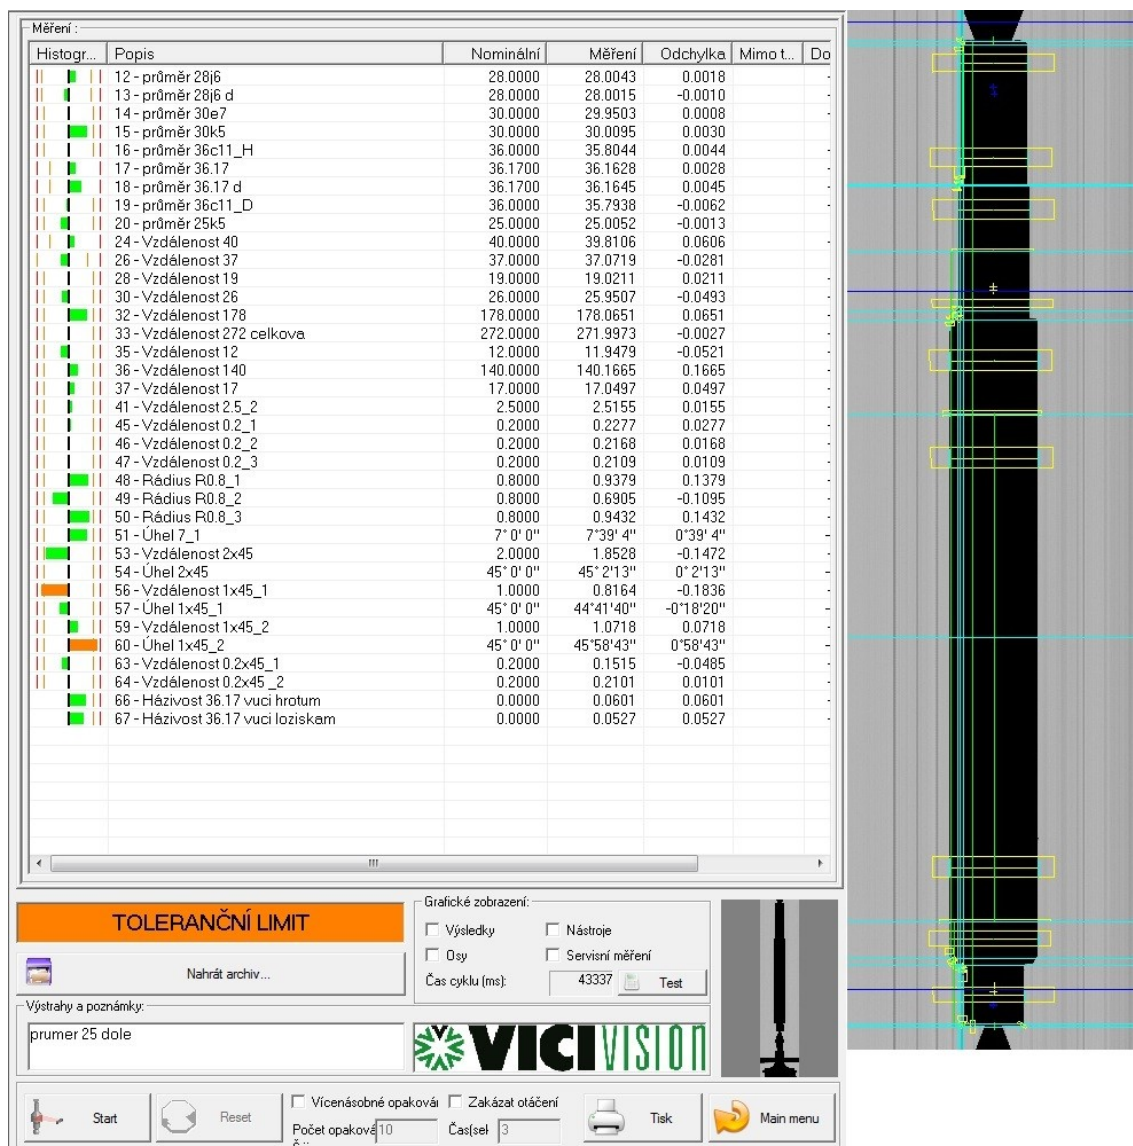 Měření :
Histogr... Popis Nominální Měření Odchylka Mimo t... Do
12 - průměr 28j6 28.0000 28.0043 0.0018 -
13 - průměr 28j6 d 28.0000 28.0015 -0.0010 -
14 - průměr 30e7 30.0000 29.9503 0.0008 -
15 - průměr 30k5 30.0000 30.0095 0.0030 -
16 - průměr 36c11_H 36.0000 35.8044 0.0044 -
17 - průměr 36.17 36.1700 36.1628 0.0028 -
18 - průměr 36.17 d 36.1700 36.1645 0.0045 -
19 - průměr 36c11_D 36.0000 35.7938 -0.0062 -
20 - průměr 25k5 25.0000 25.0052 -0.0013 -
24 - Vzdálenost 40 40.0000 39.8106 0.0606 -
26 - Vzdálenost 37 37.0000 37.0719 -0.0281 -
28 - Vzdálenost 19 19.0000 19.0211 0.0211 -
30 - Vzdálenost 26 26.0000 25.9507 -0.0493 -
32 - Vzdálenost 178 178.0000 178.0651 0.0651 -
33 - Vzdálenost 272 celkova 272.0000 271.9973 -0.0027 -
35 - Vzdálenost 12 12.0000 11.9479 -0.0521 -
36 - Vzdálenost 140 140.0000 140.1665 0.1665 -
37 - Vzdálenost 17 17.0000 17.0497 0.0497 -
41 - Vzdálenost 2.5_2 2.5000 2.5155 0.0155 -
45 - Vzdálenost 0.2_1 0.2000 0.2277 0.0277 -
46 - Vzdálenost 0.2_2 0.2000 0.2168 0.0168 -
47 - Vzdálenost 0.2_3 0.2000 0.2109 0.0109 -
48 - Rádius R0.8_1 0.8000 0.9379 0.1379 -
49 - Rádius R0.8_2 0.8000 0.6905 -0.1095 -
50 - Rádius R0.8_3 0.8000 0.9432 0.1432 -
51 - Úhel 7_1 7° 0' 0" 7°39' 4" 0°39' 4" -
53 - Vzdálenost 2x45 2.0000 1.8528 -0.1472 -
54 - Úhel 2x45 45° 0' 0" 45° 2'13" 0° 2'13" -
56 - Vzdálenost 1x45_1 1.0000 0.8164 -0.1836 -
57 - Úhel 1x45_1 45° 0' 0" 44°41'40" -0°18'20" -
59 - Vzdálenost 1x45_2 1.0000 1.0718 0.0718 -
60 - Úhel 1x45_2 45° 0' 0" 45°58'43" 0°58'43" -
63 - Vzdálenost 0.2x45_1 0.2000 0.1515 -0.0485 -
64 - Vzdálenost 0.2x45 _2 0.2000 0.2101 0.0101 -
66 - Házivost 36.17 vuci hrotum 0.0000 0.0601 0.0601 -
67 - Házivost 36.17 vuci loziskam 0.0000 0.0527 0.0527 -
TOLERANČNÍ LIMIT
Nahrát archiv...
Výstrahy a poznámky:
prumer 25 dole
Grafické zobrazení:
Výsledky Nástroje
Osy Servisní měření
Čas cyklu (ms): 43337 Test
VICIVISION
Start
Reset
Vícenásobné opakovár Zakázat otáčení
Počet opaková 10 Čas(sek 3
Tisk
Main menu